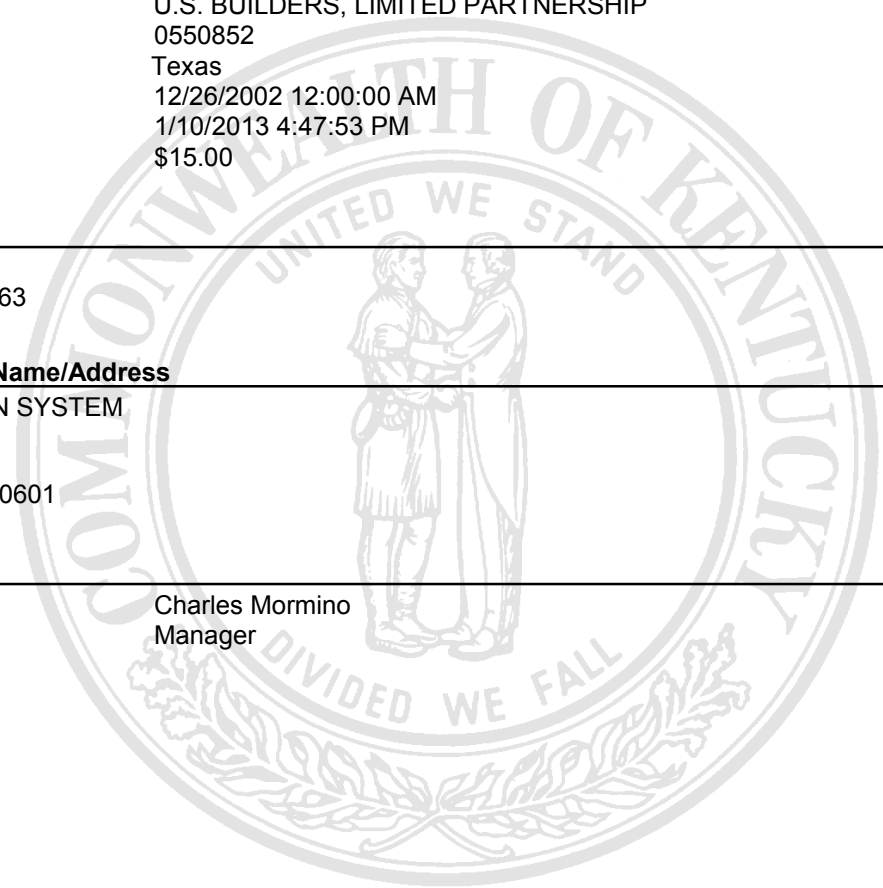 U.S. BUILDERS, LIMITED PARTNERSHIP
0550852
Texas
12/26/2002 12:00:00 AM
1/10/2013 4:47:53 PM
$15.00
63
Name/Address
N SYSTEM
0601
Charles Mormino
Manager
COMMONWEALTH OF KENTUCKY
UNITED WE STAND
DIVIDED WE FALL